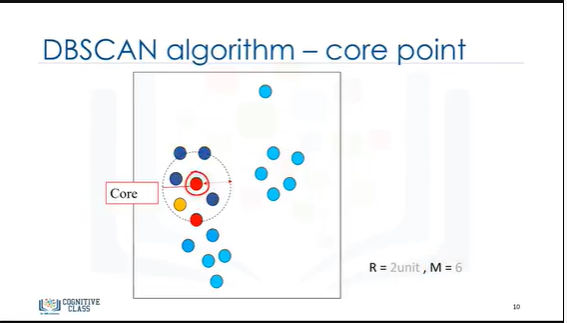 DBSCAN algorithm – core point
Core
R = 2unit , M = 6
COGNITIVE
CLASS
10